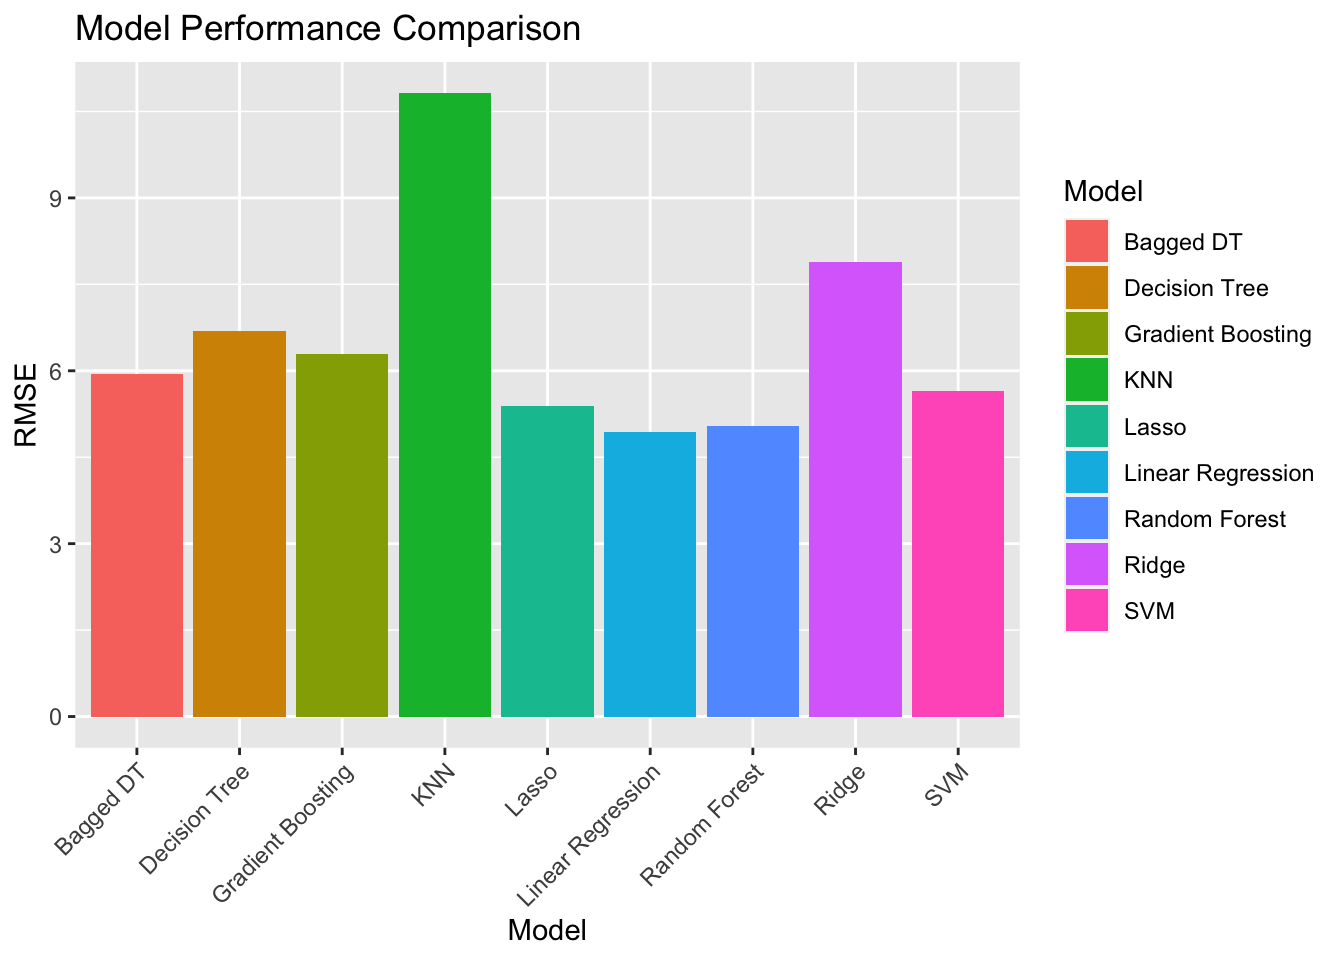 Model Performance Comparison
RMSE
9
6
3
0
Bagged DT
Decision Tree
Gradient Boosting
KNN
Lasso
Linear Regression
Random Forest
Ridge
SVM
Model
Model
Bagged DT
Decision Tree
Gradient Boosting
KNN
Lasso
Linear Regression
Random Forest
Ridge
SVM